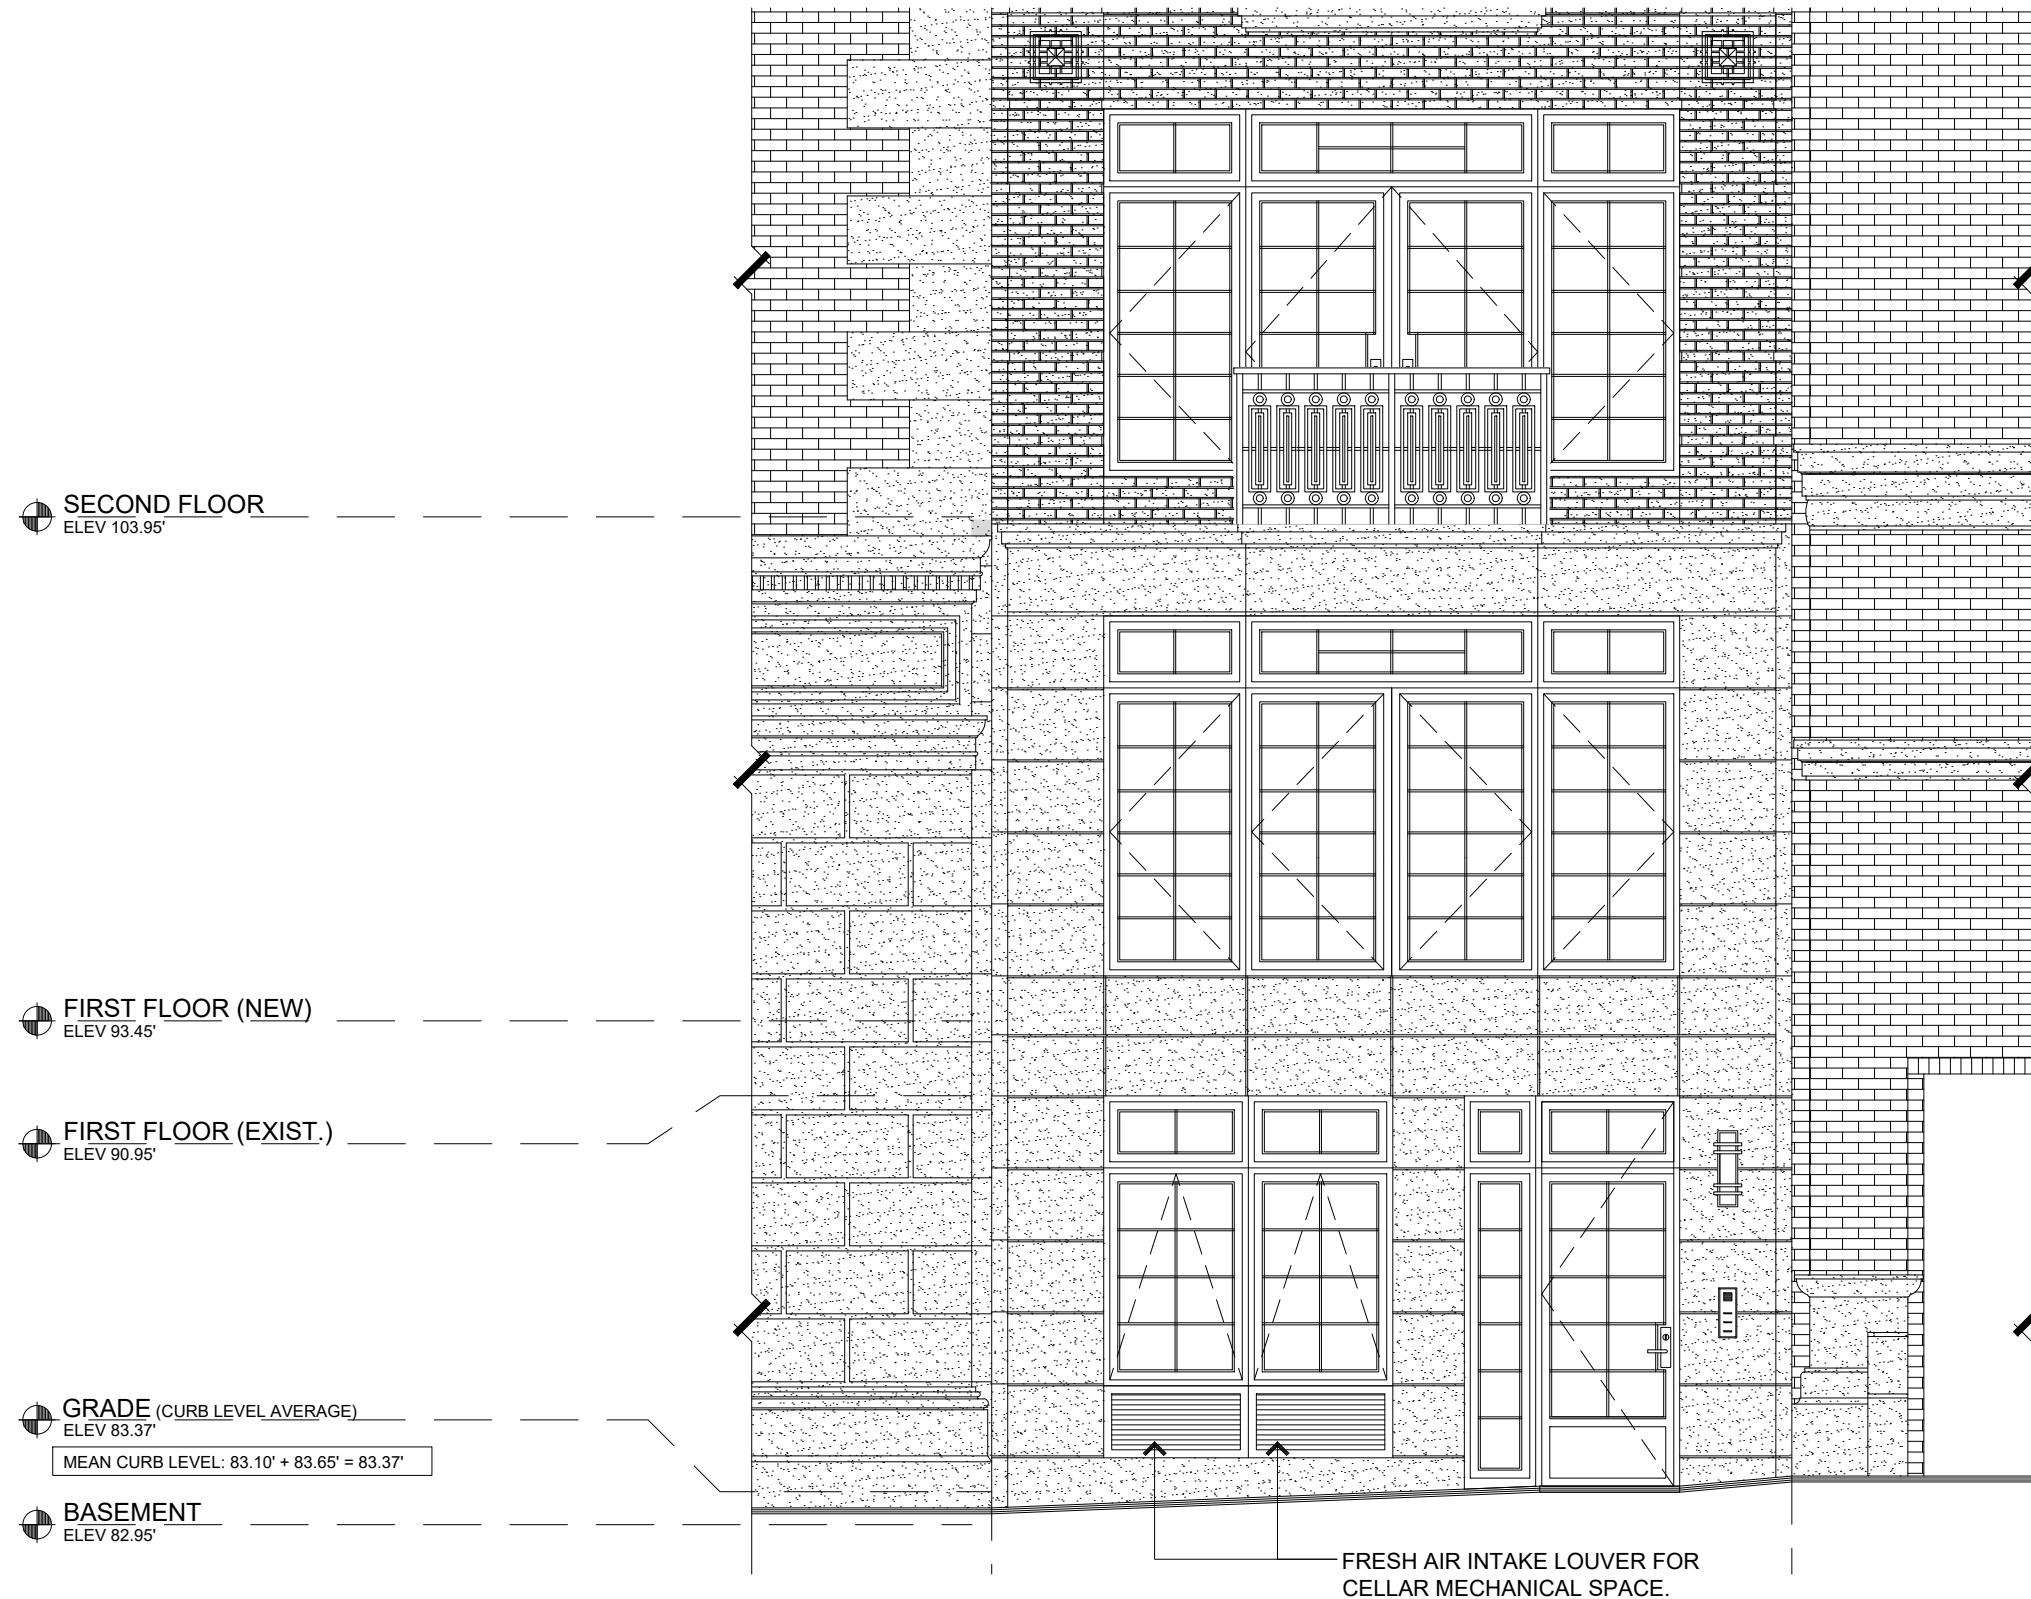 SECOND FLOOR
ELEV 103.95'
FIRST FLOOR (NEW)
ELEV 93.45'
FIRST FLOOR (EXIST.)
ELEV 90.95'
GRADE (CURB LEVEL AVERAGE)
ELEV 83.37'
MEAN CURB LEVEL: 83.10' + 83.65' = 83.37'
BASEMENT
ELEV 82.95'
FRESH AIR INTAKE LOUVER FOR
CELLAR MECHANICAL SPACE.